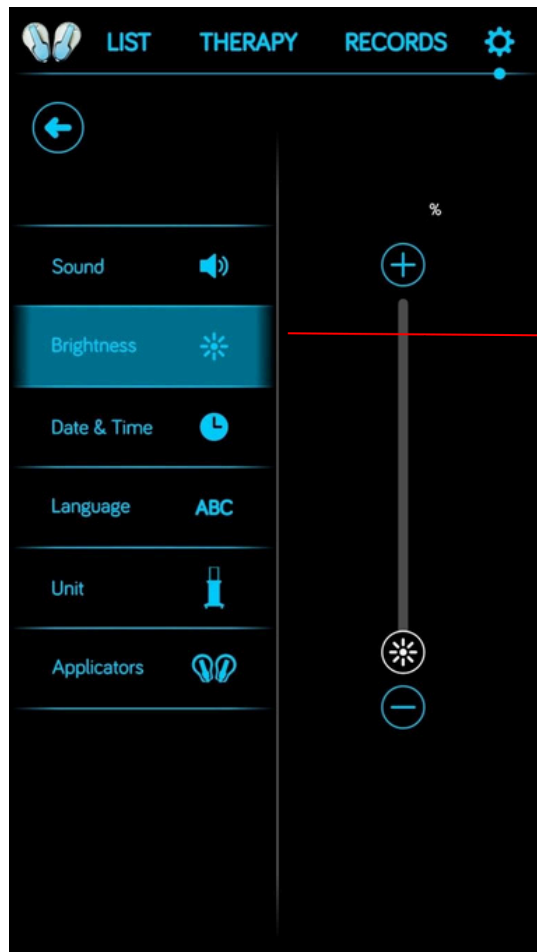 LIST THERAPY RECORDS
%
Sound
Brightness
Date & Time
Language ABC
Unit
Applicators